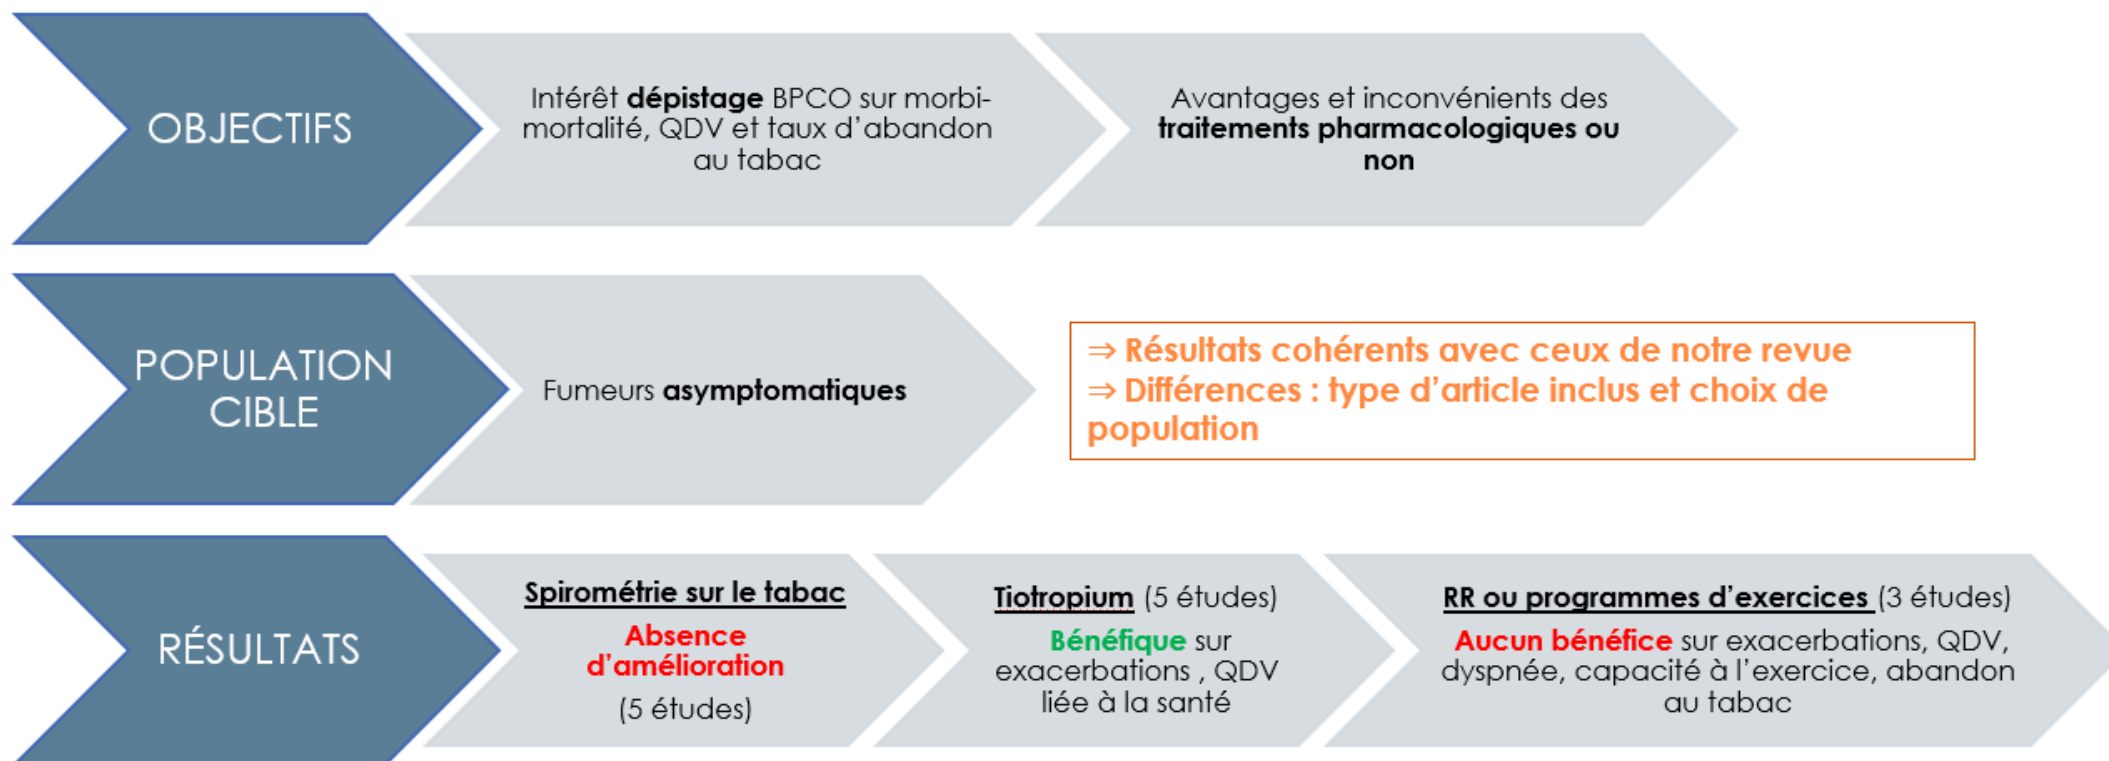 OBJECTIFS
Intérêt dépistage BPCO sur morbi-
mortalité, QDV et taux d'abandon
au tabac
Avantages et inconvénients des
traitements pharmacologiques ou
non
POPULATION
CIBLE
Fumeurs asymptomatiques
⇒ Résultats cohérents avec ceux de notre revue
⇒ Différences : type d'article inclus et choix de
population
RÉSULTATS
Spirométrie sur le tabac
Absence
d'amélioration
(5 études)
Tiotropium (5 études)
Bénéfique sur
exacerbations , QDV
liée à la santé
RR ou programmes d'exercices (3 études)
Aucun bénéfice sur exacerbations, QDV,
dyspnée, capacité à l'exercice, abandon
au tabac